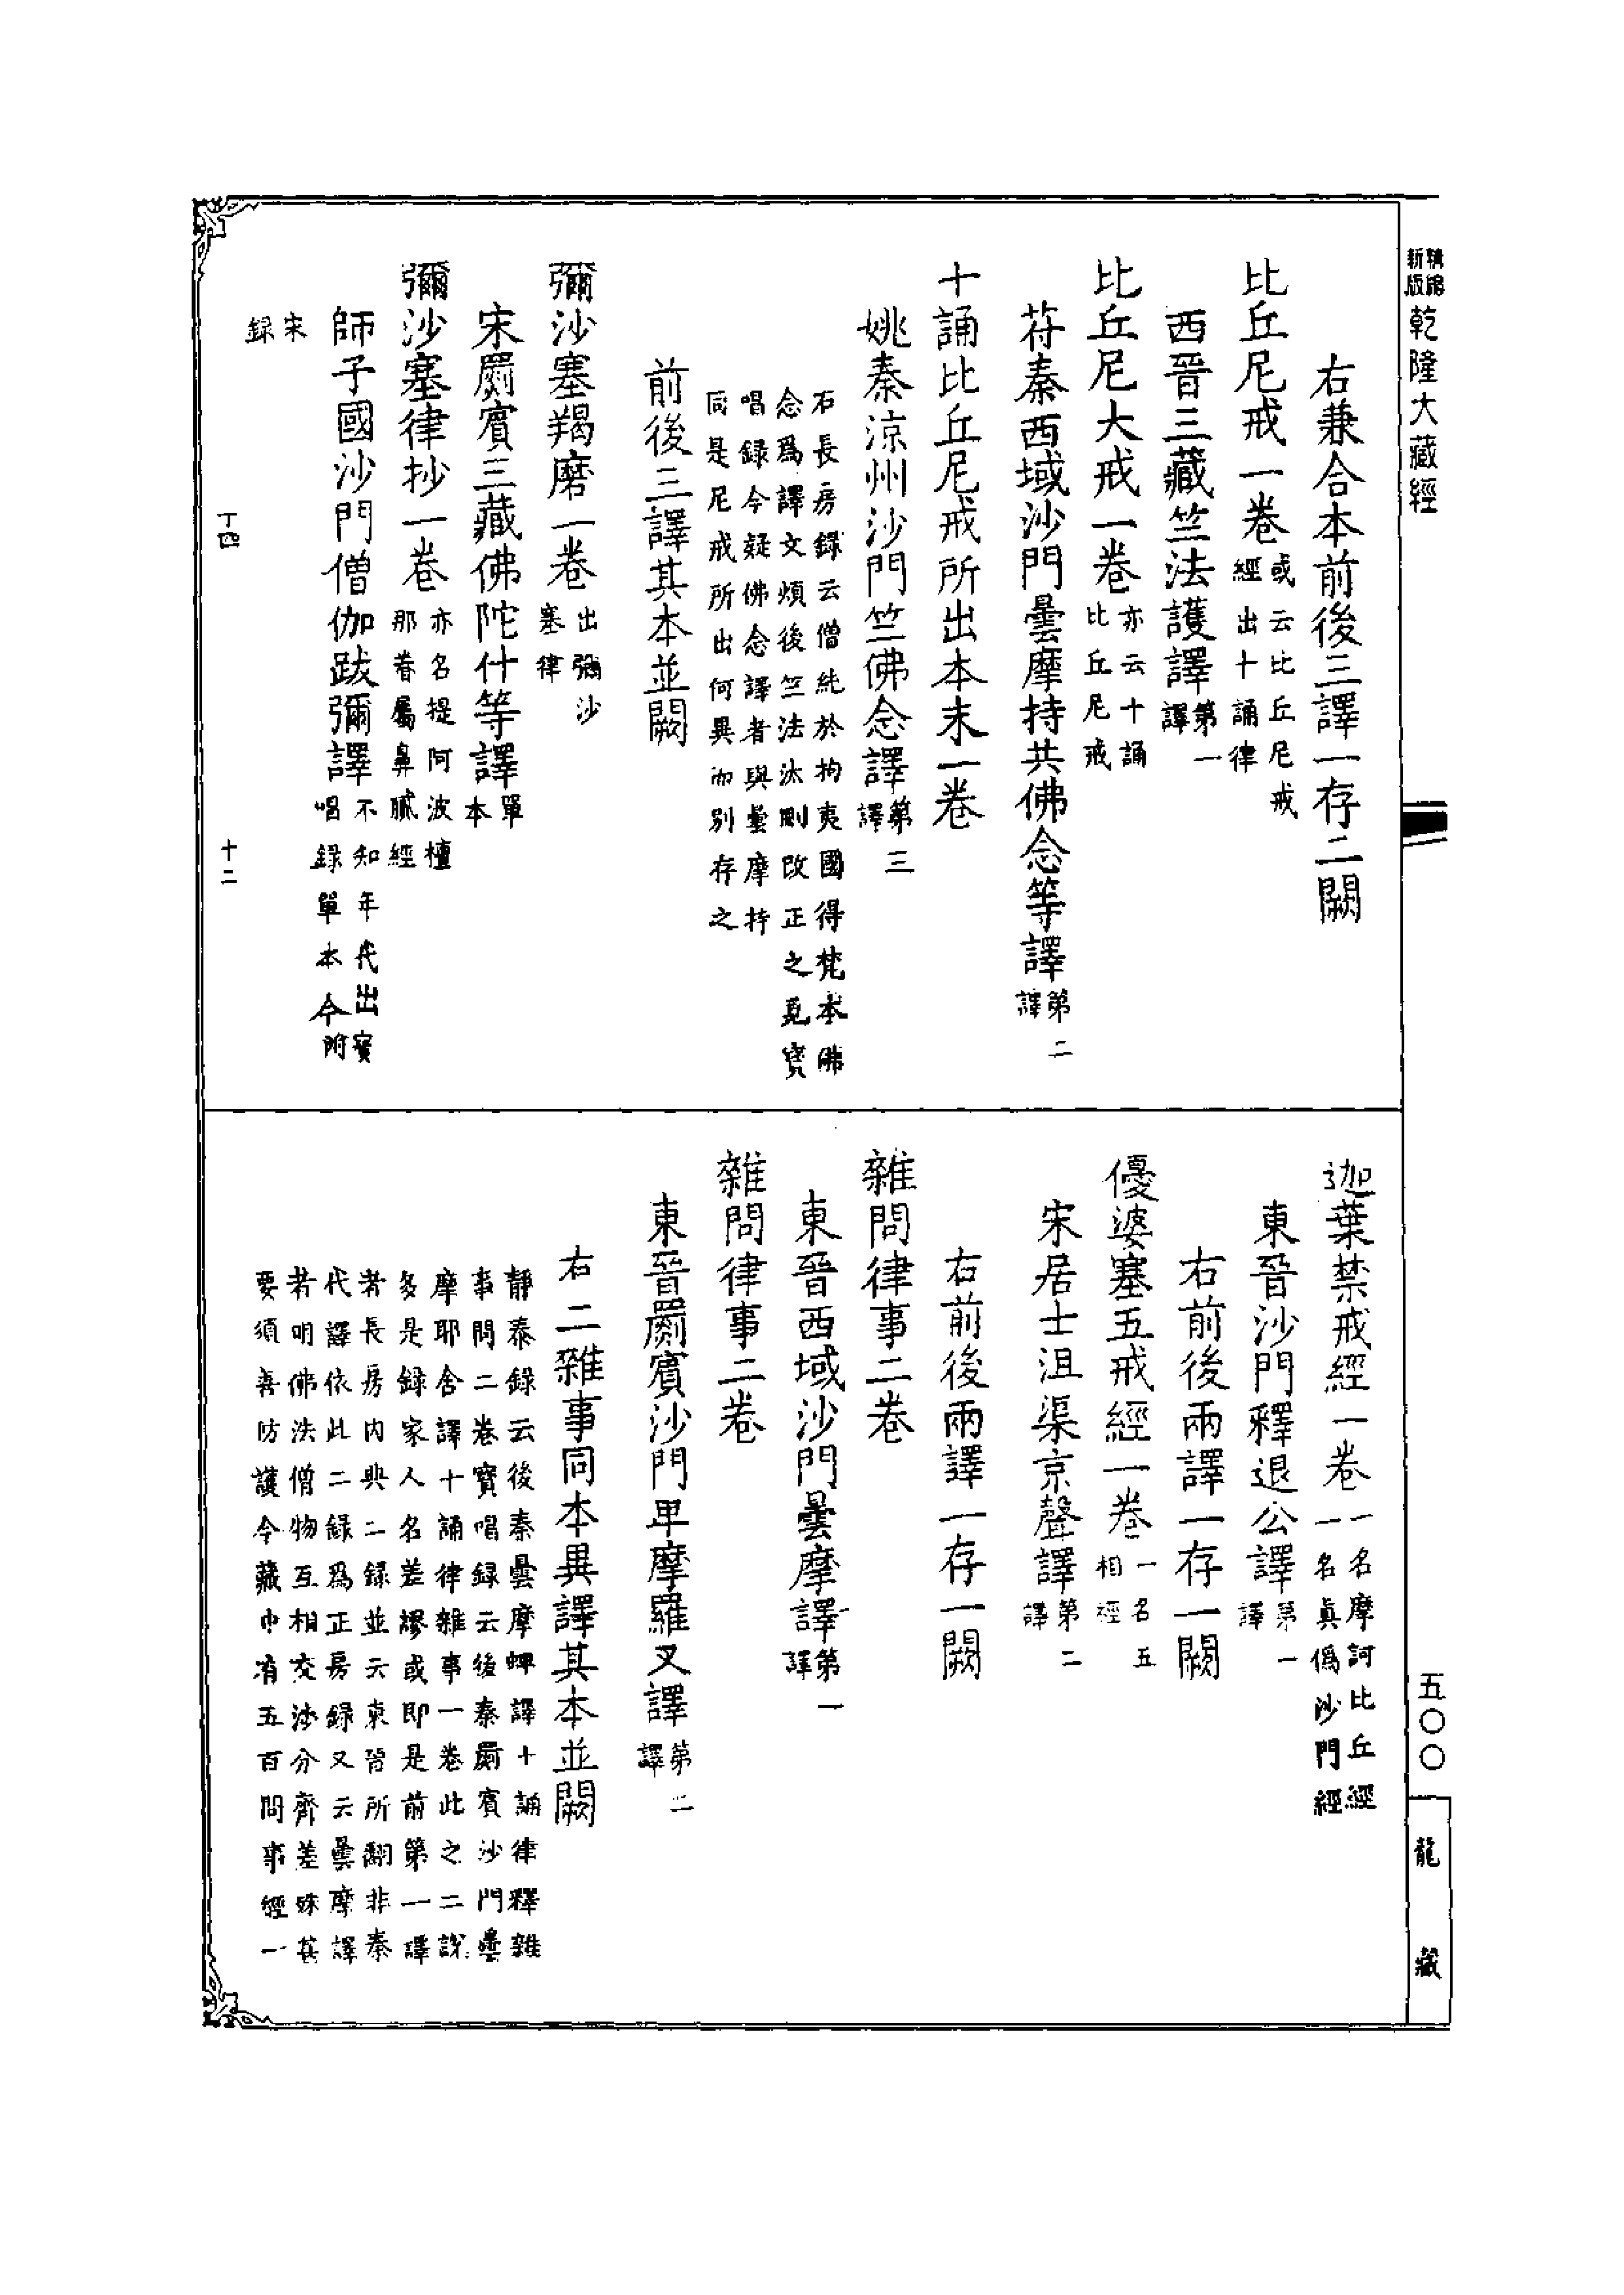 精縮
新版
乾隆大藏經
右兼合本前後三譯一存二闕
比丘尼戒一卷
或云比丘尼戒
經出十誦律
西晉三藏竺法護譯
第一
譯
比丘尼大戒一卷
亦云十誦
比丘尼戒
苻秦西域沙門曇摩持共佛念等譯
第二
譯
十誦比丘尼戒所出本末一卷
姚秦涼州沙門竺佛念譯
第三
譯
右長房録云僧純於拘夷國得梵本佛
念爲譯文煩後竺法汰刪改正之見寶
唱録今疑佛念譯者與曇摩持
同是尼戒所出何異而别存之
前後三譯其本並闕
彌沙塞羯磨一卷
出彌沙
塞律
宋罽賓三藏佛陀什等譯
單
本
彌沙塞律抄一卷
亦名提阿波檀
那着屬鼻膩經
師子國沙門僧伽跋彌譯
不知年代出寳
唱録單本今附
宋
録
丁四
十二
迦葉禁戒經一卷
一名摩訶比丘經
一名真僞沙門經
東晉沙門釋退公譯
第一
譯
右前後兩譯一存一闕
優婆塞五戒經一卷
一名五
相經
宋居士沮渠京聲譯
第二
譯
右前後兩譯一存一闕
雜問律事二卷
東晉西域沙門曇摩譯
第一
譯
雜問律事二卷
東晉罽賓沙門卑摩羅叉譯
第二
譯
右二雜事同本異譯其本並闕
靜泰録云後秦曇摩蜱譯十誦律釋雜
事問二卷寶唱録云後秦罽賓沙門曇
摩耶舍譯十誦律雜事一卷此之二說
多是録家人名差謬或即是前第一譯
者長房内典二録並云東晉所翻非秦
代譯依此二録爲正房録又云曇摩譯
者明佛法僧物互相交涉分齊差殊甚
要須善防護今藏中有五百問事經一
五〇〇
龍藏